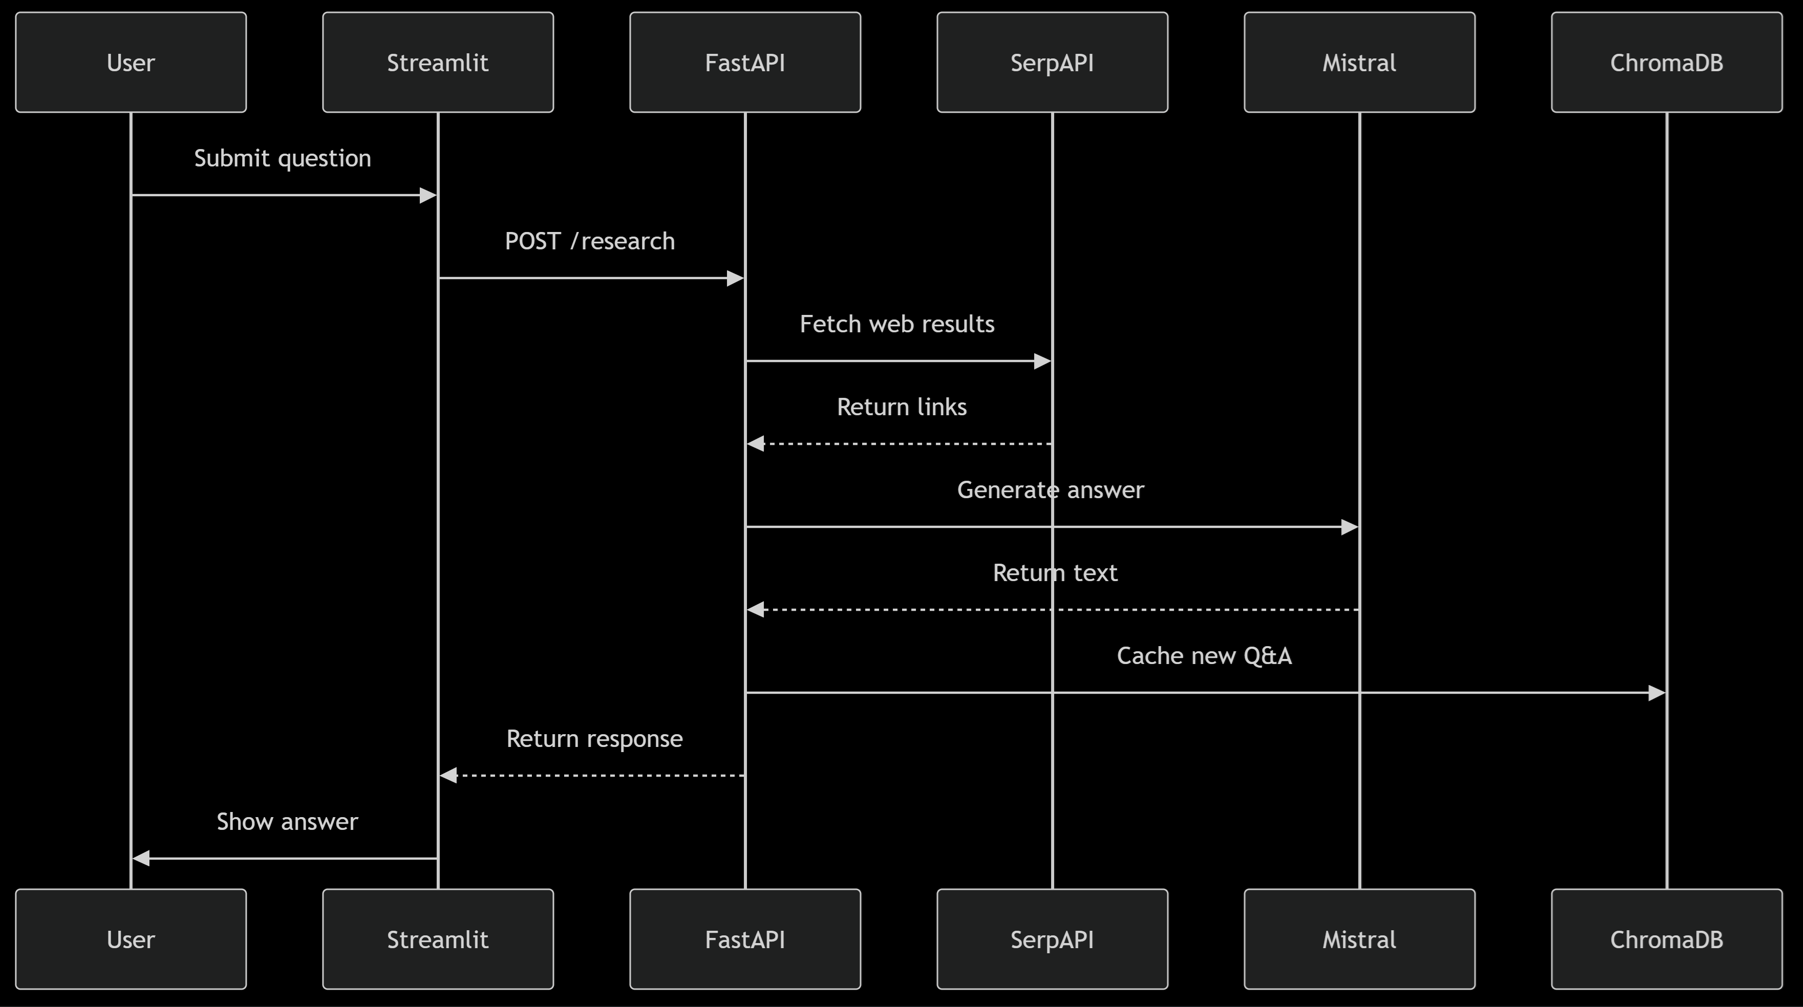 User
Streamlit
FastAPI
SerpAPI
Mistral
ChromaDB
Submit question
POST /research
Fetch web results
Return links
Generate answer
Return text
Cache new Q&A
Return response
Show answer
User
Streamlit
FastAPI
SerpAPI
Mistral
ChromaDB